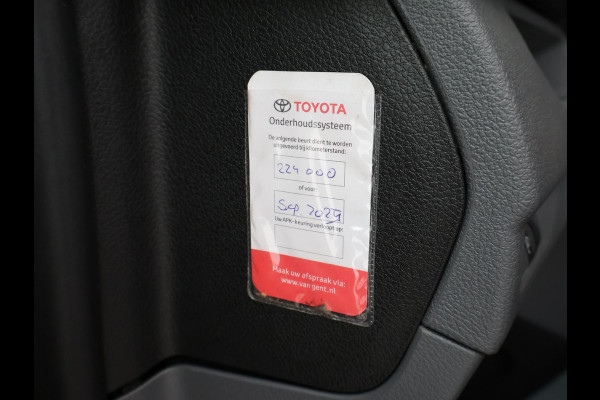 TOYOTA
Onderhoudssysteem
De volgende beurt dient te worden
uitgevoerd bij kilometerstand:
224 000
of voor:
Sep. 2029
Uw APK-keuring verloopt op:
Maak uw afspraak via:
www.vangent.nl